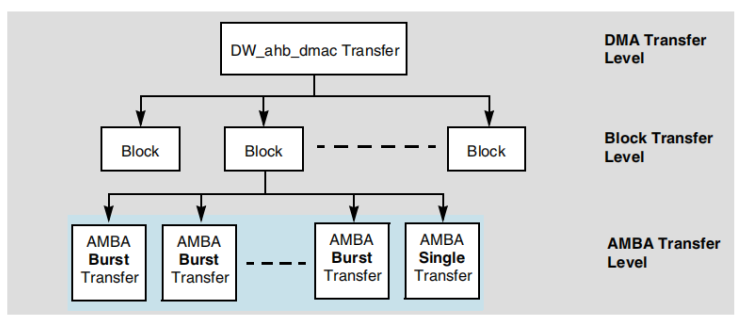 DW_ahb_dmac Transfer
DMA Transfer
Level
Block
Block
Block
Block Transfer
Level
AMBA
Burst
Transfer
AMBA
Burst
Transfer
AMBA
Burst
Transfer
AMBA
Single
Transfer
AMBA Transfer
Level